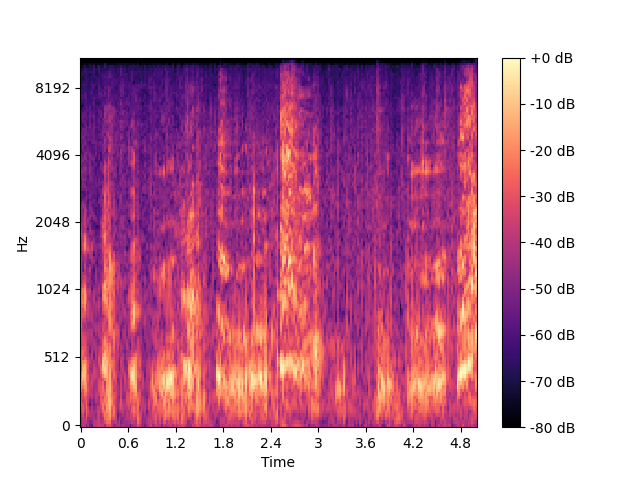 8192
4096
2048
1024
512
0
Hz
0 0.6 1.2 1.8 2.4 3 3.6 4.2 4.8
Time
+0 dB
-10 dB
-20 dB
-30 dB
-40 dB
-50 dB
-60 dB
-70 dB
-80 dB